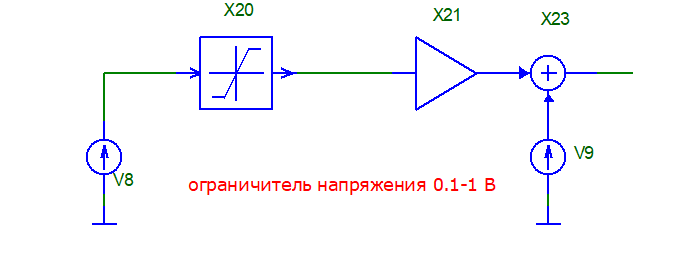 X20
X21
X23
V8
V9
ограничитель напряжения 0.1-1 В